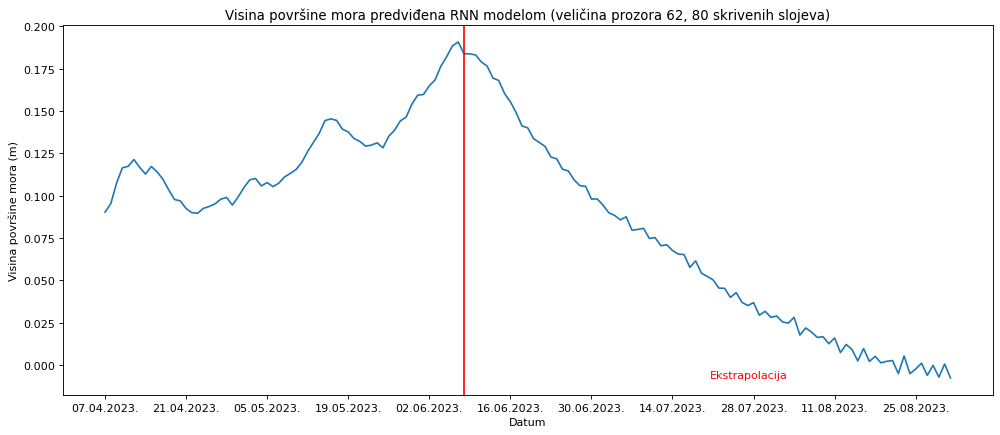 Visina površine mora predviđena RNN modelom (veličina prozora 62, 80 skrivenih slojeva)
Visina površine mora (m)
0.200
0.175
0.150
0.125
0.100
0.075
0.050
0.025
0.000
Ekstrapolacija
07.04.2023. 21.04.2023. 05.05.2023. 19.05.2023. 02.06.2023. 16.06.2023. 30.06.2023. 14.07.2023. 28.07.2023. 11.08.2023. 25.08.2023.
Datum